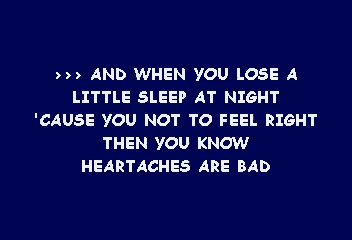 >>> AND WHEN YOU LOSE A
LITTLE SLEEP AT NIGHT
'CAUSE YOU NOT TO FEEL RIGHT
THEN YOU KNOW
HEARTACHES ARE BAD